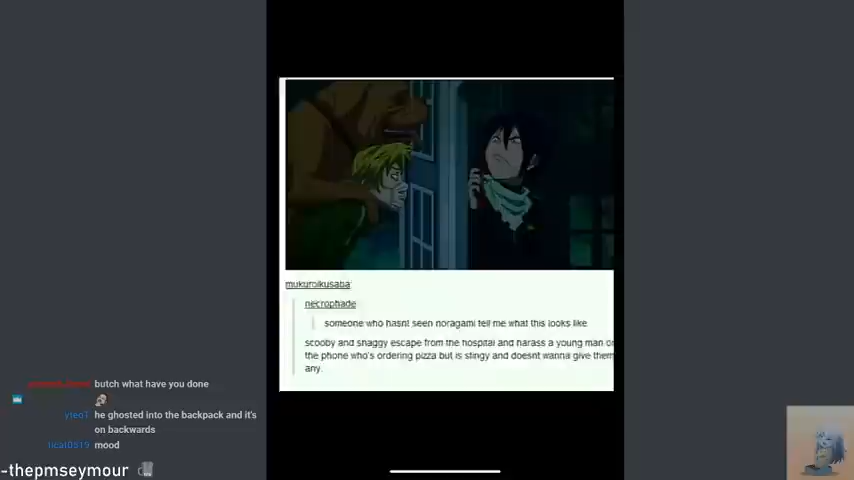 mukuroikusaba:
necrophade
someone who hasnt seen noragami tell me what this looks like
scooby and shaggy escape from the hospital and harass a young man on
the phone who's ordering pizza but is stingy and doesnt wanna give them
any.
butch what have you done
he ghosted into the backpack and it's
on backwards
mood
-thepmseymour